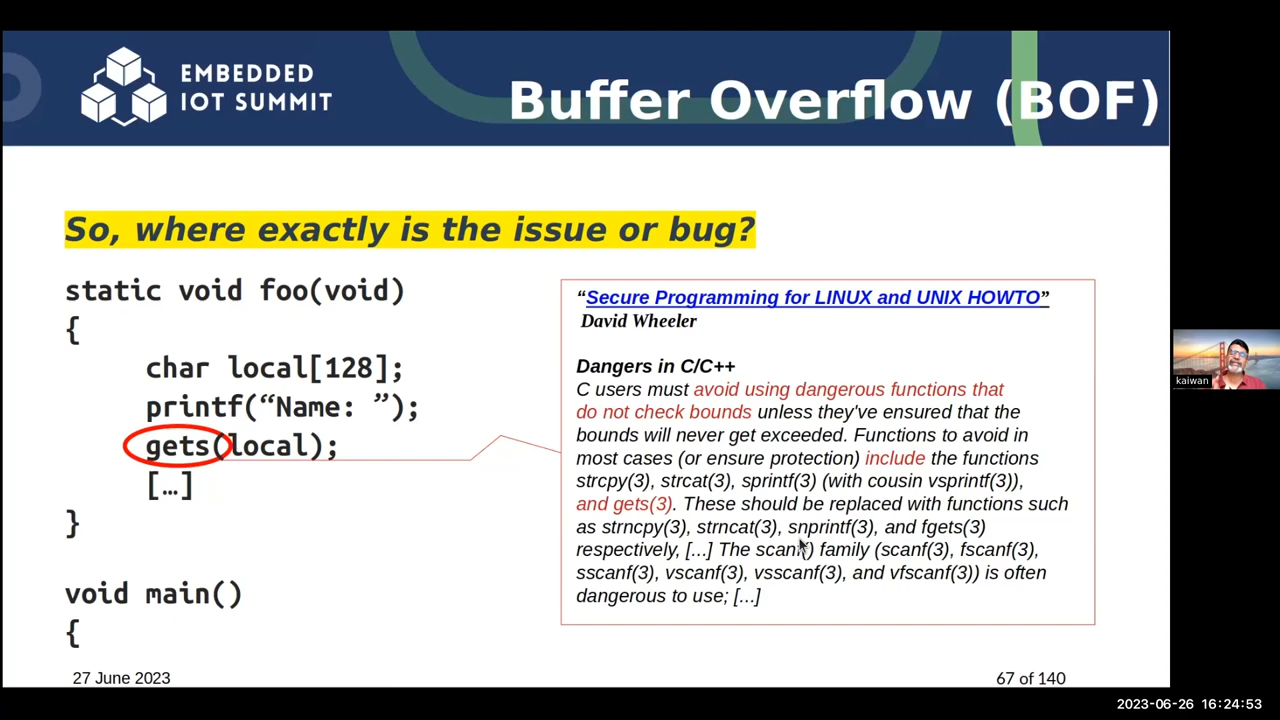 EMBEDDED
IOT SUMMIT
Buffer Overflow (BOF)
So, where exactly is the issue or bug?
static void foo(void)
{
char local[128];
printf(“Name: ”);
gets(local);
[…]
}
void main()
{
“Secure Programming for LINUX and UNIX HOWTO”
David Wheeler
Dangers in C/C++
C users must avoid using dangerous functions that
do not check bounds unless they've ensured that the
bounds will never get exceeded. Functions to avoid in
most cases (or ensure protection) include the functions
strcpy(3), strcat(3), sprintf(3) (with cousin vsprintf(3)),
and gets(3). These should be replaced with functions such
as strncpy(3), strncat(3), snprintf(3), and fgets(3)
respectively, [...] The scanf() family (scanf(3), fscanf(3),
sscanf(3), vscanf(3), vsscanf(3), and vfscanf(3)) is often
dangerous to use; [...]
kaiwan
27 June 2023
67 of 140
2023-06-26 16:24:53